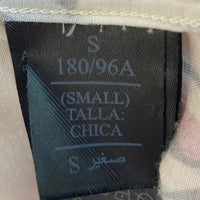 S
180/96A
(SMALL)
TALLA:
CHICA
S صغير